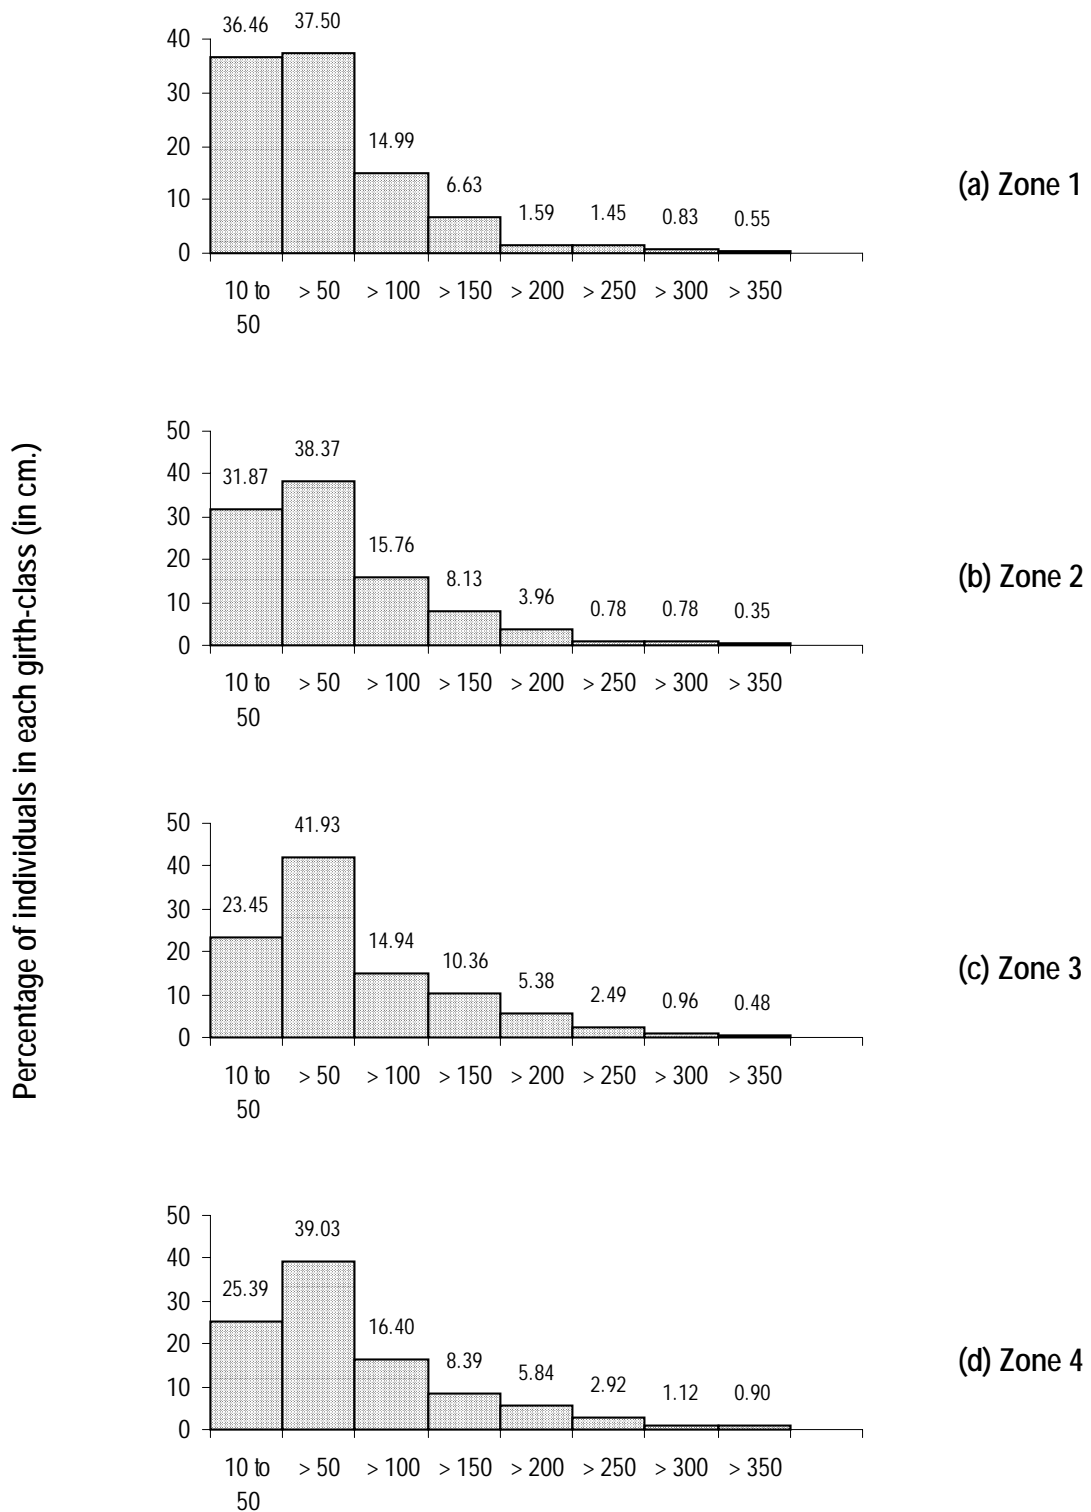 Percentage of individuals in each girth-class (in cm.)
36.46 37.50 14.99 6.63 1.59 1.45 0.83 0.55
40
30
20
10
0
10 to 50 > 50 > 100 > 150 > 200 > 250 > 300 > 350
(a) Zone 1
31.87 38.37 15.76 8.13 3.96 0.78 0.78 0.35
50
40
30
20
10
0
10 to 50 > 50 > 100 > 150 > 200 > 250 > 300 > 350
(b) Zone 2
23.45 41.93 14.94 10.36 5.38 2.49 0.96 0.48
50
40
30
20
10
0
10 to 50 > 50 > 100 > 150 > 200 > 250 > 300 > 350
(c) Zone 3
25.39 39.03 16.40 8.39 5.84 2.92 1.12 0.90
50
40
30
20
10
0
10 to 50 > 50 > 100 > 150 > 200 > 250 > 300 > 350
(d) Zone 4